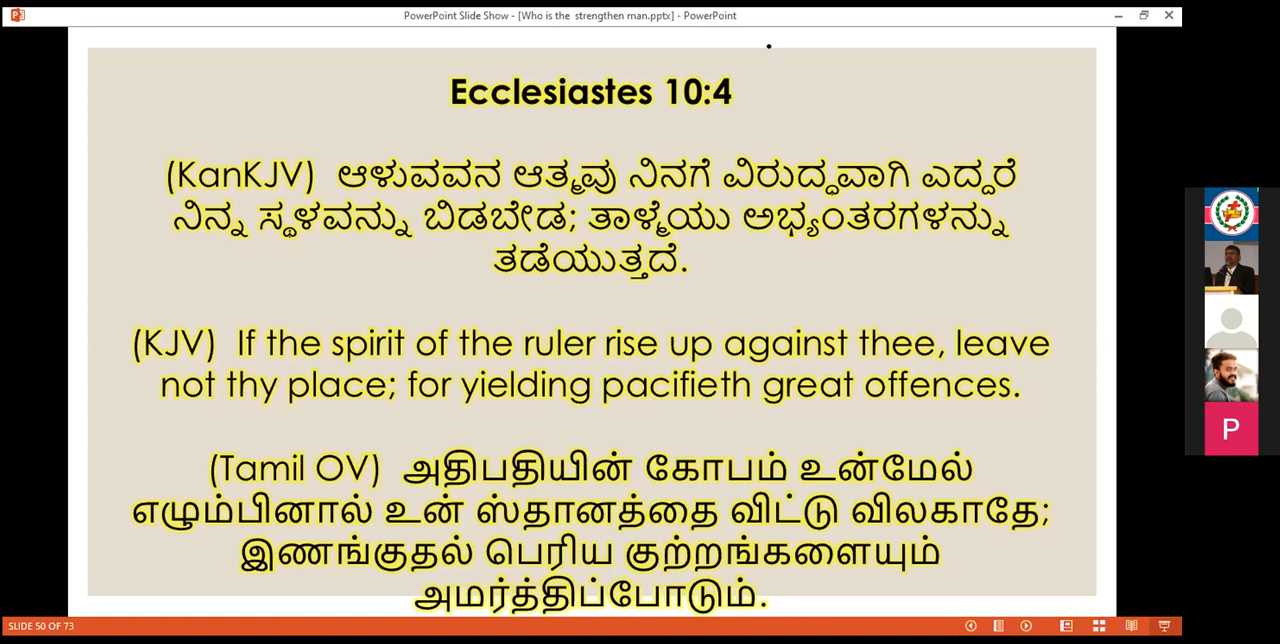 PowerPoint Slide Show - [Who is the  strengthen man.pptx] - PowerPoint
Ecclesiastes 10:4
(KanKJV)  ಆಳುವವನ ಆತ್ಮವು ನಿನಗೆ ವಿರುದ್ಧವಾಗಿ ಎದ್ದರೆ
ನಿನ್ನ ಸ್ಥಳವನ್ನು ಬಿಡಬೇಡ; ತಾಳ್ಮೆಯು ಅಭ್ಯಂತರಗಳನ್ನು
ತಡೆಯುತ್ತದೆ.
(KJV)  If the spirit of the ruler rise up against thee, leave
not thy place; for yielding pacifieth great offences.
(Tamil OV)  அதிபதியின் கோபம் உன்மேல்
எழும்பினால் உன் ஸ்தானத்தை விட்டு விலகாதே;
இணங்குதல் பெரிய குற்றங்களையும்
அமர்த்திப்போடும்.
P
SLIDE 50 OF 73